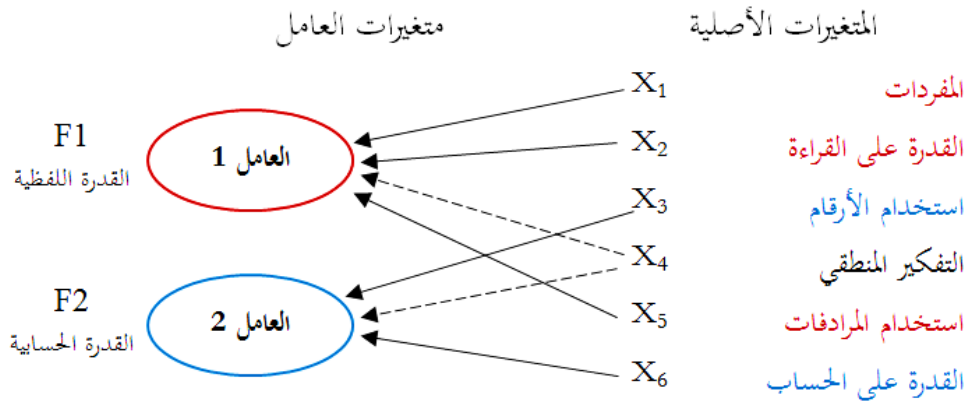 المتغيرات الأصلية
متغيرات العامل
المفردات
X1
القدرة على القراءة
X2
F1
العامل 1
القدرة اللفظية
استخدام الأرقام
X3
التفكير المنطقي
X4
F2
العامل 2
القدرة الحسابية
استخدام المرادفات
X5
القدرة على الحساب
X6